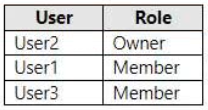 User Role
User2 Owner
User1 Member
User3 Member